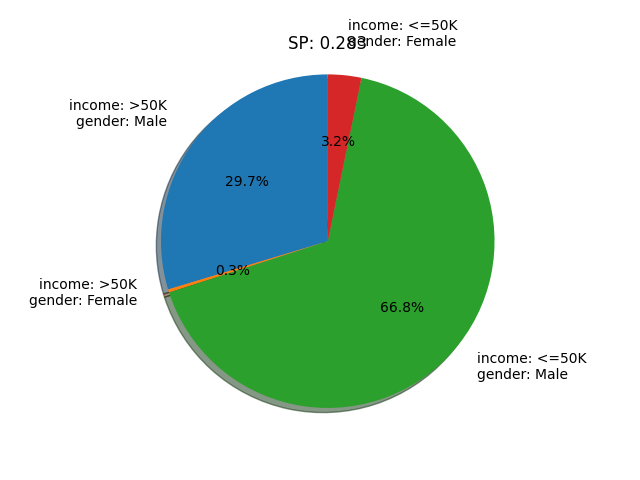 income: <=50K
gender: Female
SP: 0.283
income: >50K
gender: Male
3.2%
29.7%
0.3%
income: >50K
gender: Female
66.8%
income: <=50K
gender: Male